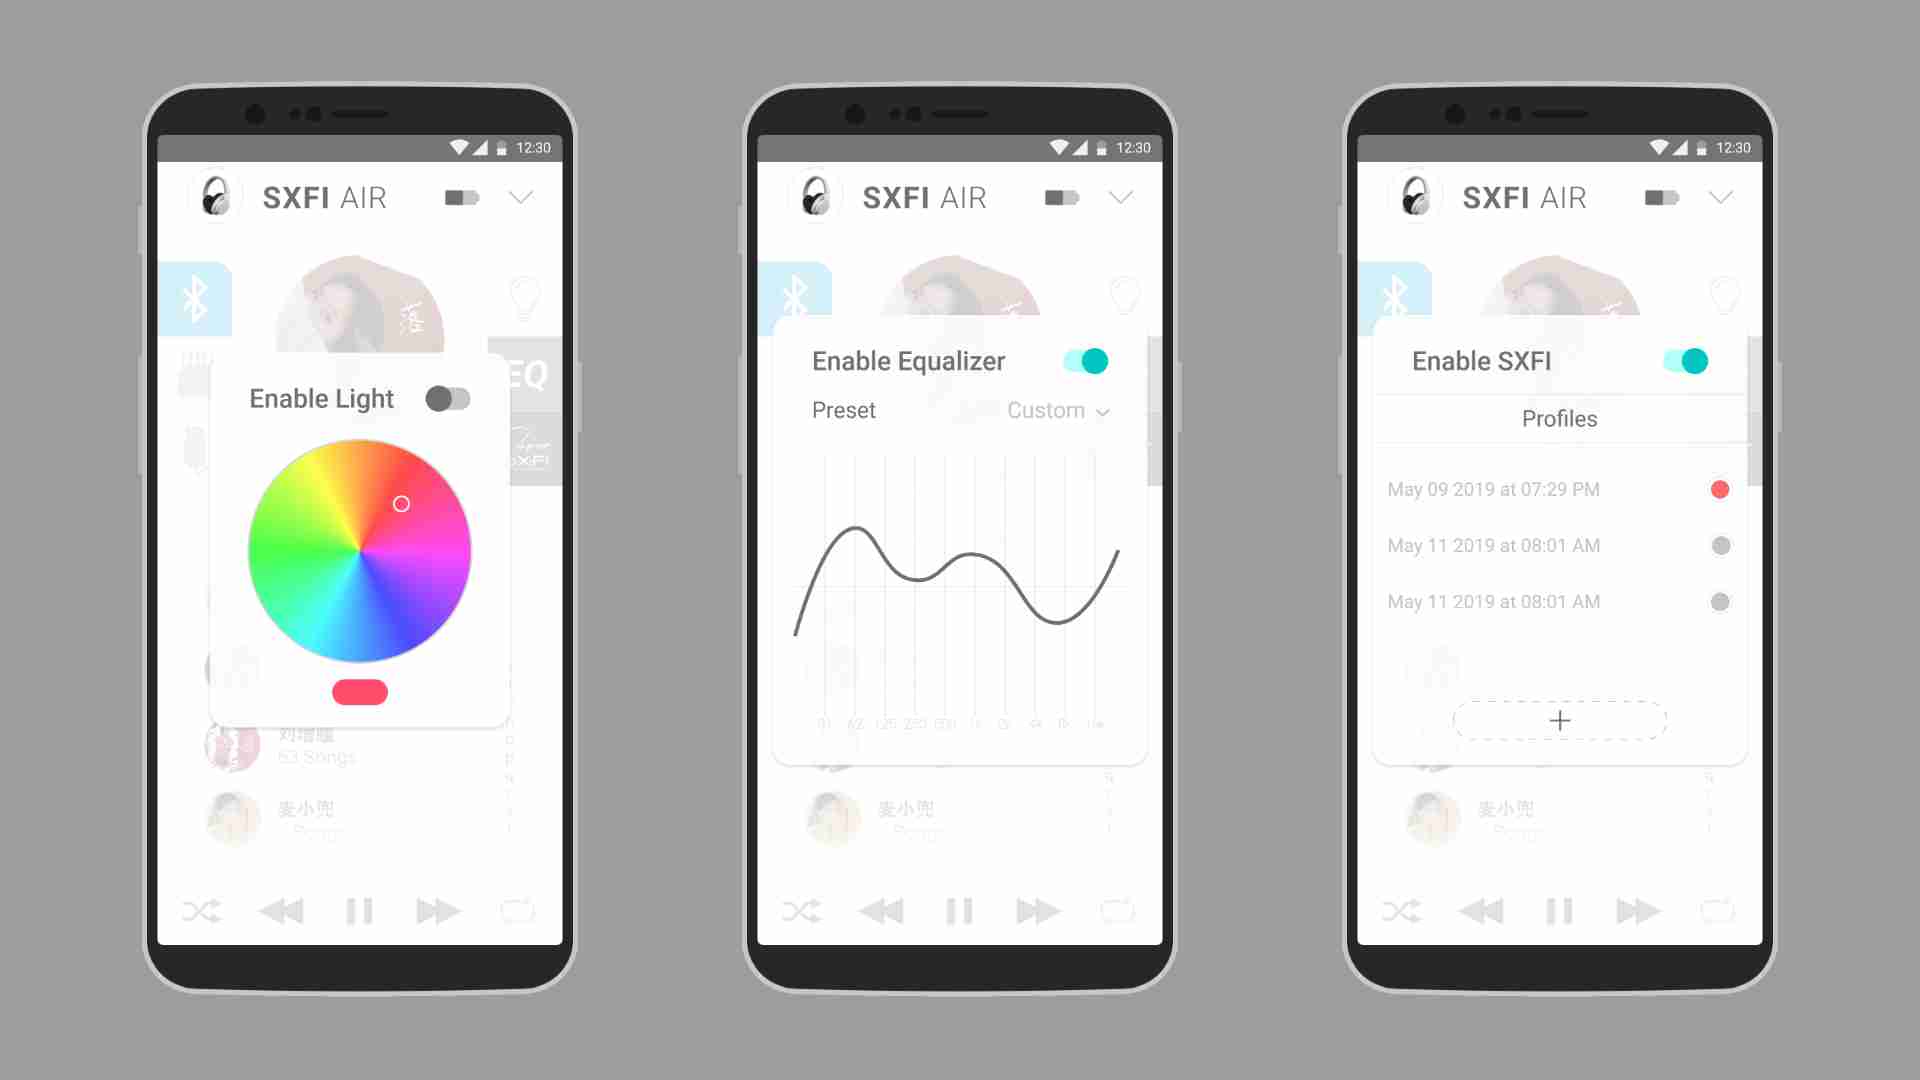 12:30
SXFI AIR
落
EQ
SXFI
Enable Light
53 Songs
麦小兜
12:30
SXFI AIR
Enable Equalizer
Preset
Custom
31 62 125 250 500 1k 2k 4k 8k 16k
麦小兜
12:30
SXFI AIR
Enable SXFI
Profiles
May 09 2019 at 07:29 PM
May 11 2019 at 08:01 AM
May 11 2019 at 08:01 AM
+
麦小兜